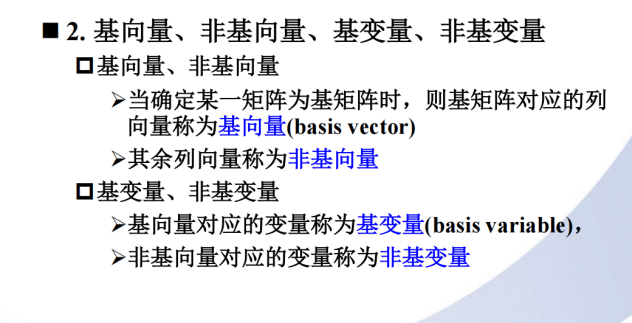 ■ 2. 基向量、非基向量、基变量、非基变量
□基向量、非基向量
➢当确定某一矩阵为基矩阵时，则基矩阵对应的列
向量称为基向量(basis vector)
➢其余列向量称为非基向量
□基变量、非基变量
➢基向量对应的变量称为基变量(basis variable)，
➢非基向量对应的变量称为非基变量